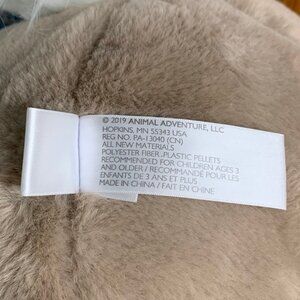 © 2019 ANIMAL ADVENTURE, LLC
HOPKINS, MN 55343 USA
REG NO. PA-13040 (CN)
ALL NEW MATERIALS
POLYESTER FIBER, PLASTIC PELLETS
RECOMMENDED FOR CHILDREN AGES 3
AND OLDER / RECOMMANDÉ POUR LES
ENFANTS DE 3 ANS ET PLUS
MADE IN CHINA / FAIT EN CHINE